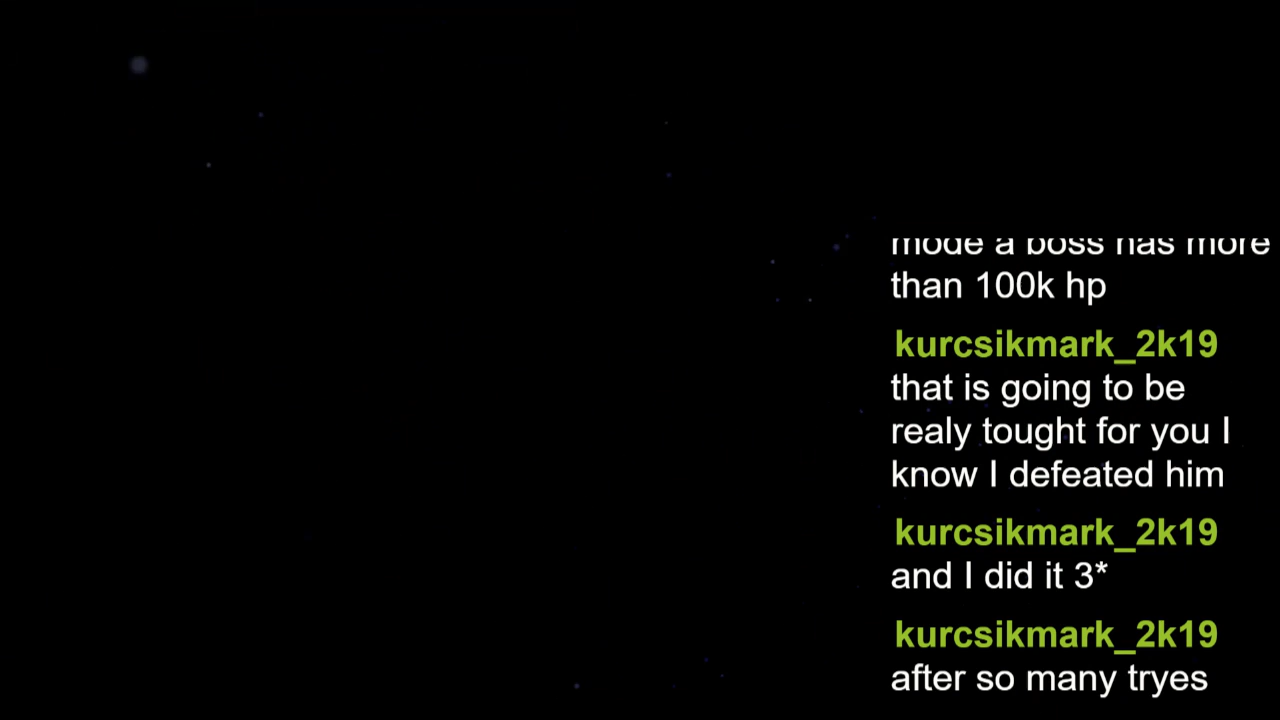 mode a boss has more
than 100k hp
kurcsikmark_2k19
that is going to be
realy tought for you I
know I defeated him
kurcsikmark_2k19
and I did it 3*
kurcsikmark_2k19
after so many tryes